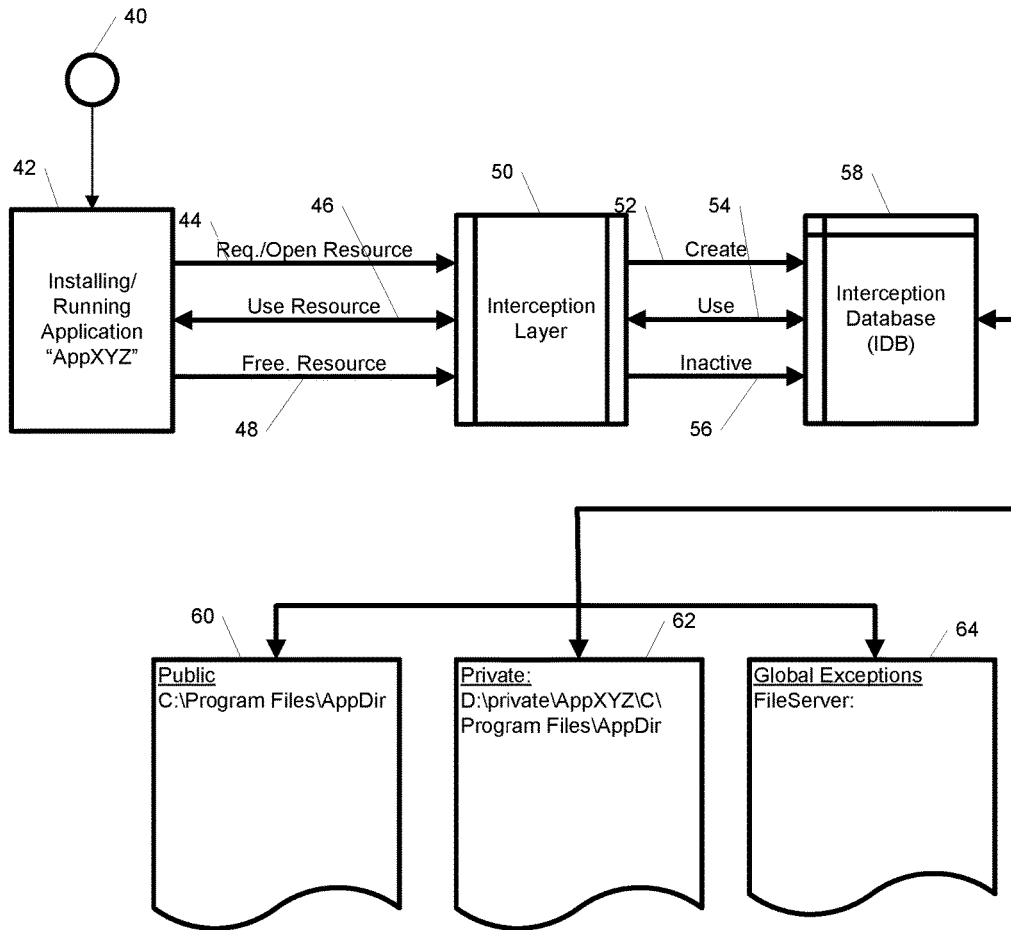 40
42
50
58
44
46
52
54
Req./Open Resource
Create
Installing/
Running
Application
“AppXYZ”
Use Resource
Interception
Layer
Use
Interception
Database
(IDB)
Free. Resource
Inactive
48
56
60
62
64
Public
C:\Program Files\AppDir
Private:
D:\private\AppXYZ\C\
Program Files\AppDir
Global Exceptions
FileServer: